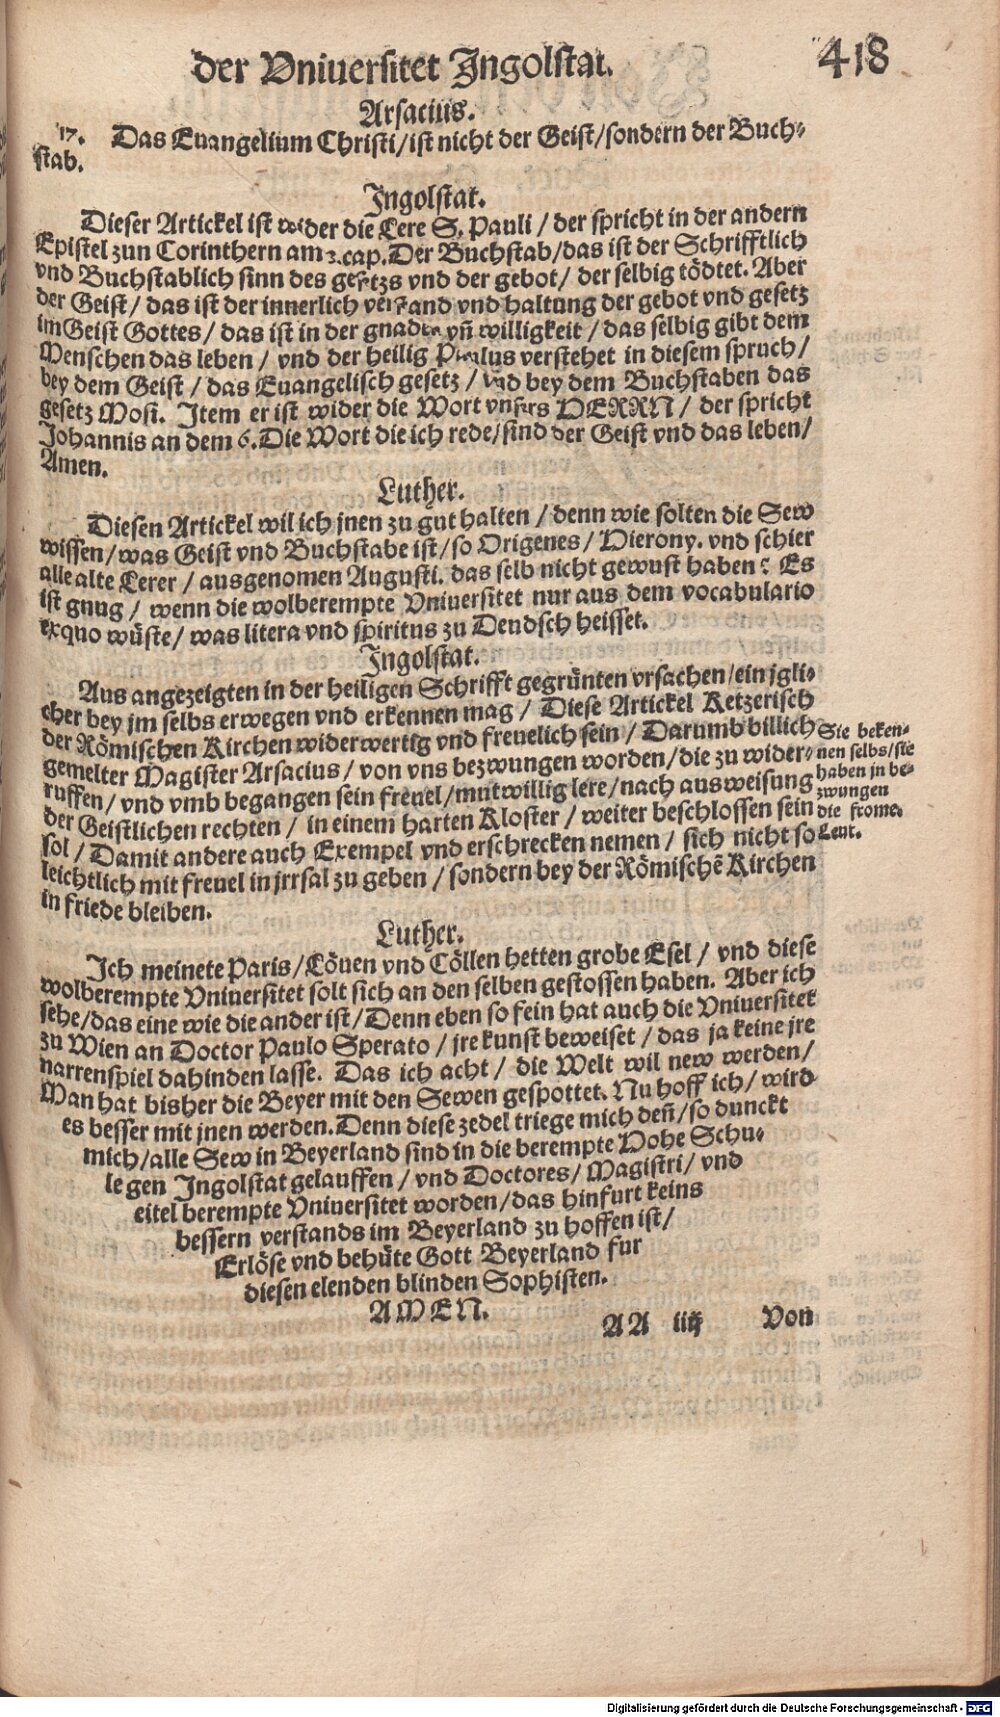 der Vniuersitet Jngolstat. 418
Arsacius.
17. Das Euangelium Christi/ist nicht der Geist/sondern der Buch⸗
stab.
Jngolstat.
Dieser Artickel ist wider die Lere S. Pauli / der spricht in der andern
Epistel zun Corinthern am 3.cap. Der Buchstab/das ist der Schrifftlich
vnd Buchstablich sinn des gesetzs vnd der gebot / der selbig tödtet. Aber
der Geist / das ist der innerlich verstand vnd haltung der gebot vnd gesetz
im Geist Gottes / das ist in der gnaden vñ willigkeit / das selbig gibt dem
Menschen das leben / vnd der heilig Paulus verstehet in diesem spruch /
bey dem Geist / das Euangelisch gesetz / vnd bey dem Buchstaben das
gesetz Mosi. Jtem er ist wider die Wort vnsers HERRN / der spricht
Johannis an dem 6. Die Wort die ich rede/sind der Geist vnd das leben/
Amen.
Luther.
Diesen Artickel wil ich jnen zu gut halten / denn wie solten die Sew
wissen/was Geist vnd Buchstabe ist/so Origenes / Hierony. vnd schier
alle alte Lerer / ausgenomen Augusti. das selb nicht gewust haben? Es
ist gnug / wenn die wolberempte Vniuersitet nur aus dem vocabulario
exquo wüste/ was litera vnd spiritus zu Deudsch heisset.
Jngolstat.
Aus angezeigten in der heiligen Schrifft gegrünten vrsachen/ein jgli⸗
cher bey jm selbs erwegen vnd erkennen mag / Diese Artickel Ketzerisch
der Römischen Kirchen widerwertig vnd freuelich sein / Darumb billich
gemelter Magister Arsacius / von vns bezwungen worden/die zu wider⸗
ruffen/ vnd vmb begangen sein freuel/mutwillig lere/nach ausweisung
der Geistlichen rechten / in einem harten Kloster / weiter beschlossen sein
sol / Damit andere auch Exempel vnd erschrecken nemen / sich nicht so
leichtlich mit freuel in jrrsal zu geben / sondern bey der Römischẽ Kirchen
in friede bleiben.
Sie beken⸗
nen selbs/sie
haben jn be⸗
zwungen
die frome.
Leut.
Luther.
Ich meinete Paris/Löuen vnd Cöllen hetten grobe Esel / vnd diese
wolberempte Vniuersitet solt sich an den selben gestossen haben. Aber ich
sehe/das eine wie die ander ist/Denn eben so fein hat auch die Vniuersitet
zu Wien an Doctor Paulo Sperato / jre kunst beweiset / das ja keine jre
narrenspiel dahinden lasse. Das ich acht / die Welt wil new werden/
Man hat bisher die Beyer mit den Sewen gespottet. Nu hoff ich/ wird
es besser mit jnen werden. Denn diese zedel triege mich deñ/so dunckt
mich/alle Sew in Beyerland sind in die berempte Hohe Schu⸗
le gen Jngolstat gelauffen / vnd Doctores/ Magistri/ vnd
eitel berempte Vniuersitet worden/das hinfurt keins
bessern verstands im Beyerland zu hoffen ist/
Erlöse vnd behüte Gott Beyerland fur
diesen elenden blinden Sophisten.
AMEN.
AA iiij Von
Digitalisierung gefördert durch die Deutsche Forschungsgemeinschaft - DFG